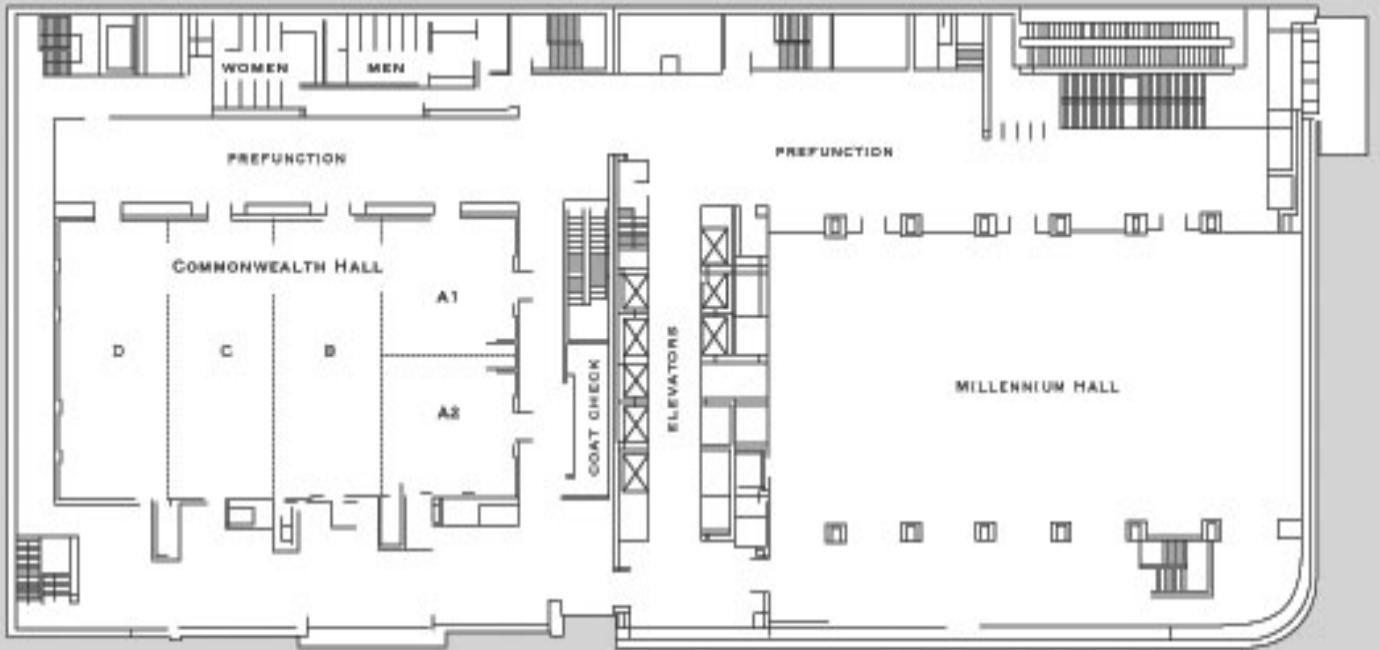 WOMEN
MEN
PREFUNCTION
PREFUNCTION
COMMONWEALTH HALL
A1
D
C
B
A2
COAT CHECK
ELEVATORS
MILLENNIUM HALL